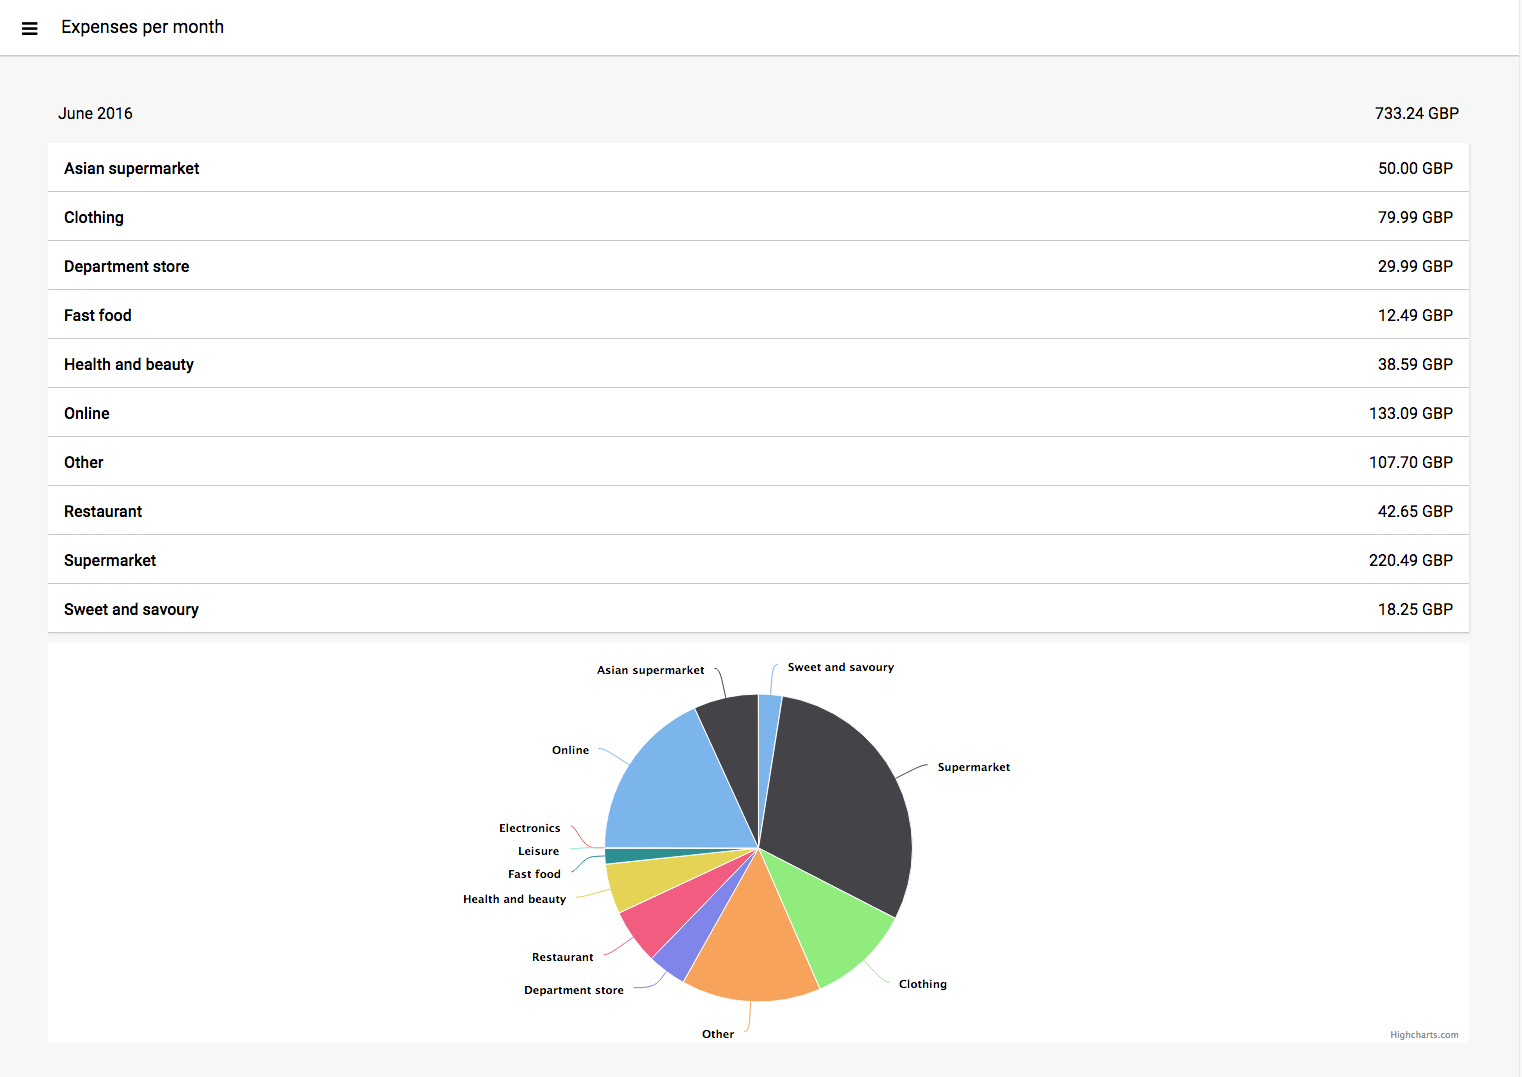 Expenses per month
June 2016 733.24 GBP
Asian supermarket 50.00 GBP
Clothing 79.99 GBP
Department store 29.99 GBP
Fast food 12.49 GBP
Health and beauty 38.59 GBP
Online 133.09 GBP
Other 107.70 GBP
Restaurant 42.65 GBP
Supermarket 220.49 GBP
Sweet and savoury 18.25 GBP
Asian supermarket Sweet and savoury
Online
Supermarket
Electronics
Leisure
Fast food
Health and beauty
Restaurant
Department store
Clothing
Other
Highcharts.com